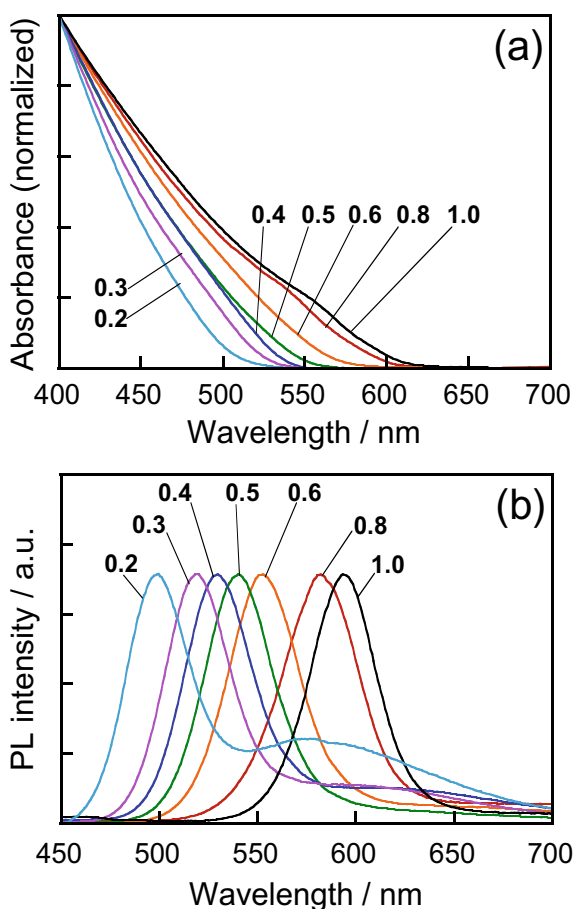 (a)
Absorbance (normalized)
0.4 0.5 0.6 0.8 1.0
0.3
0.2
400 450 500 550 600 650 700
Wavelength / nm
(b)
PL intensity / a.u.
0.4 0.5 0.6
0.3 0.8
0.2 1.0
450 500 550 600 650 700
Wavelength / nm